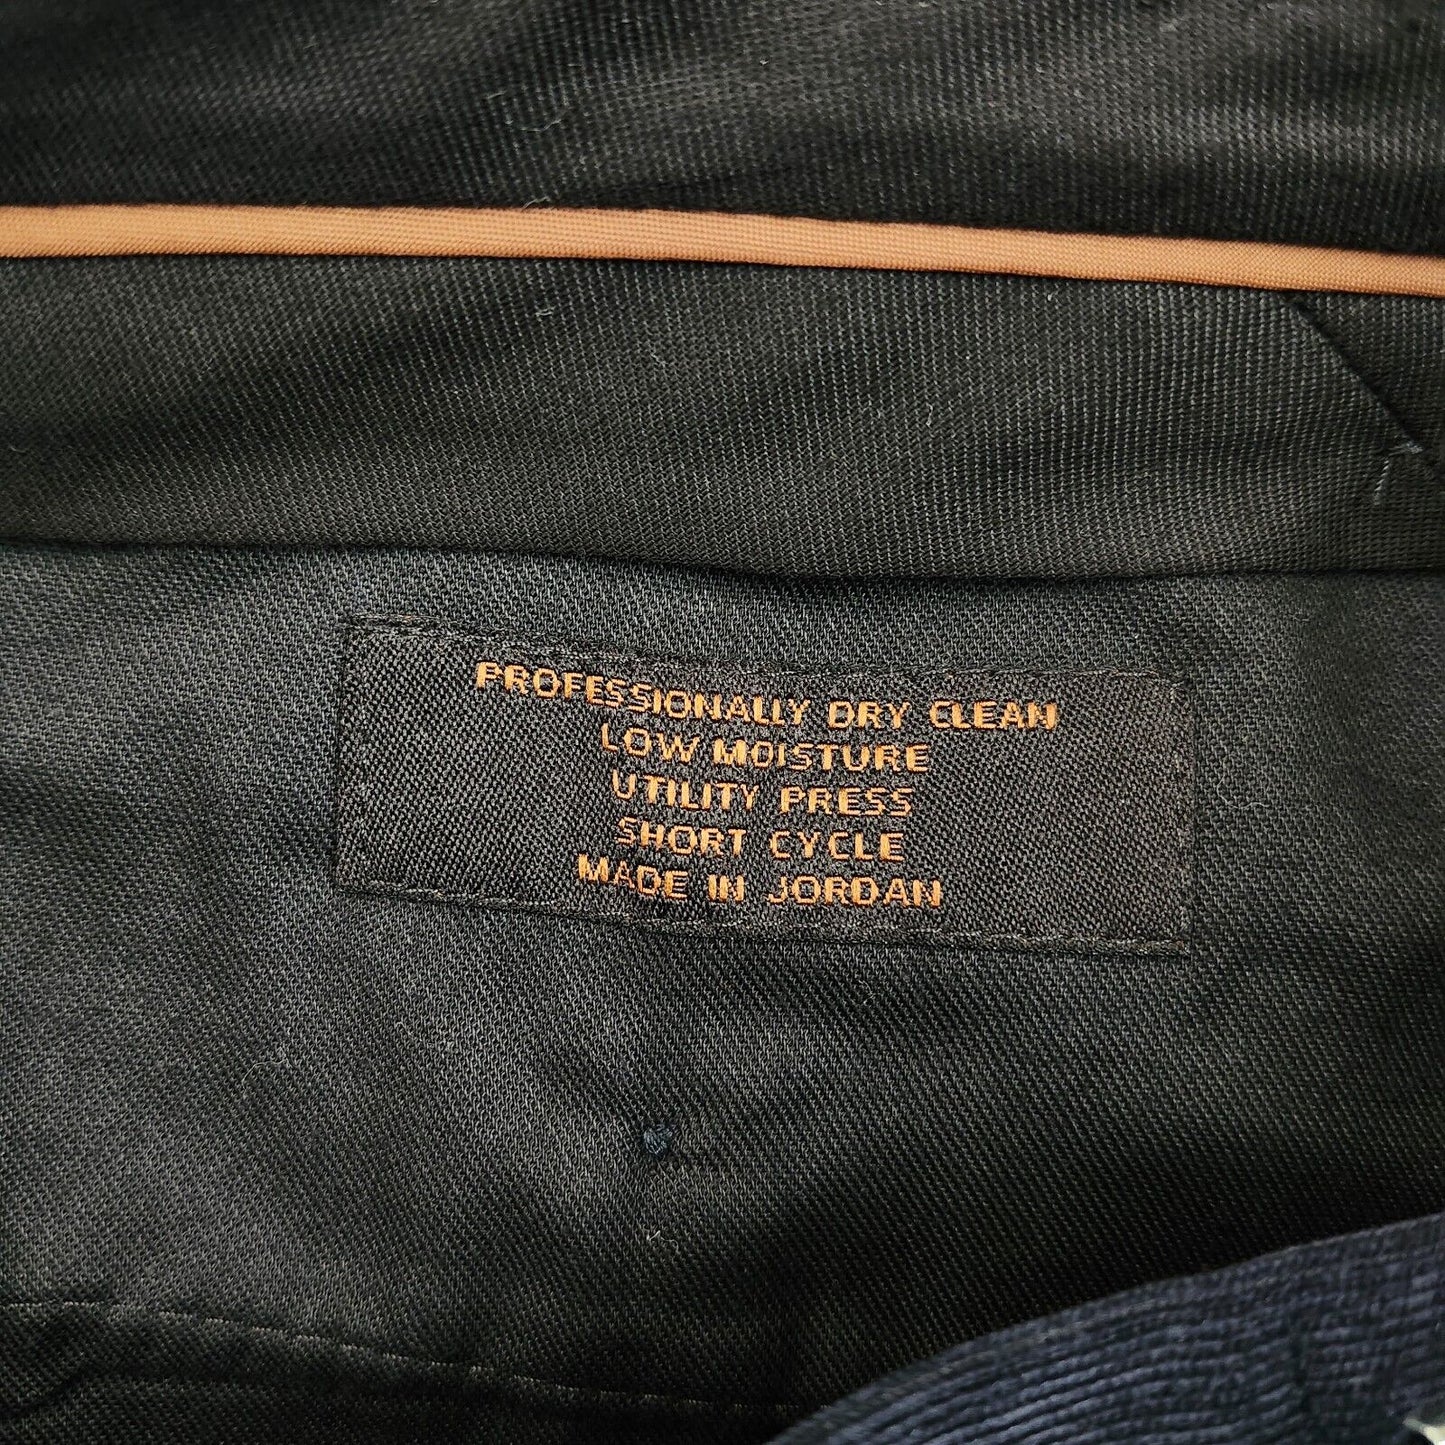 PROFESSIONALLY DRY CLEAN
LOW MOISTURE
UTILITY PRESS
SHORT CYCLE
MADE IN JORDAN